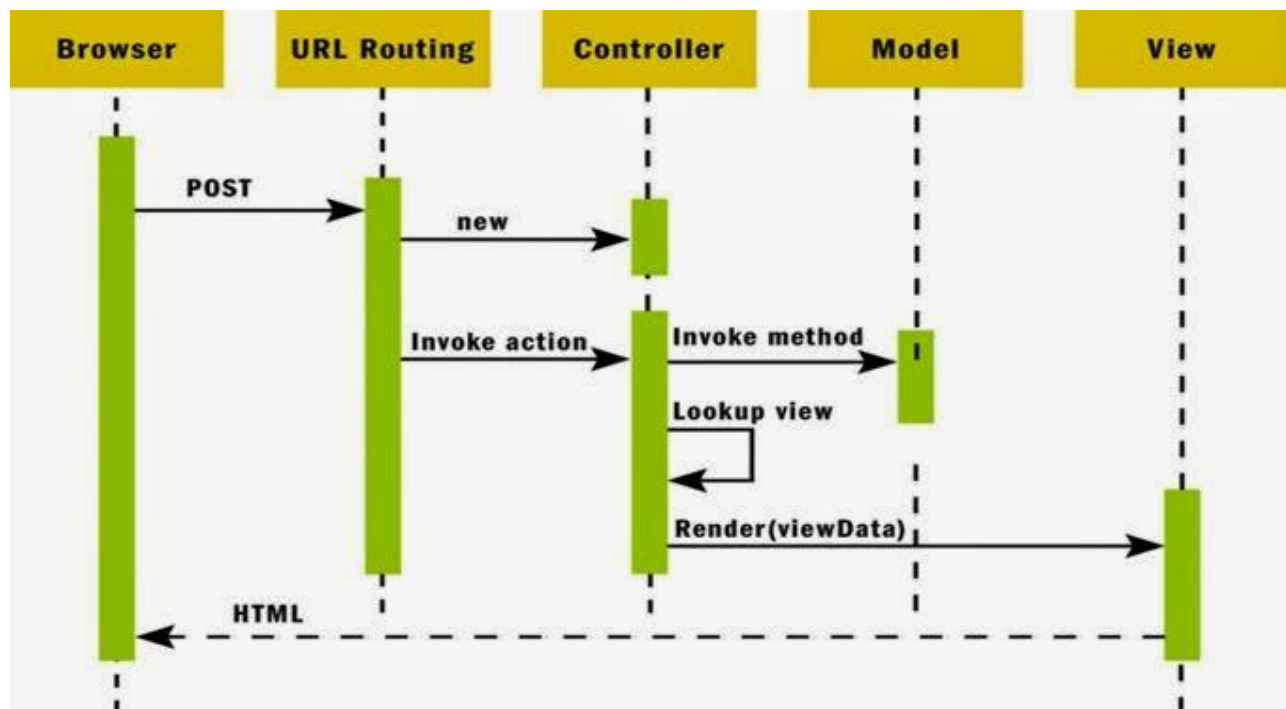 Browser
URL Routing
Controller
Model
View
POST
new
Invoke action
Invoke method
Lookup view
Render(viewData)
HTML